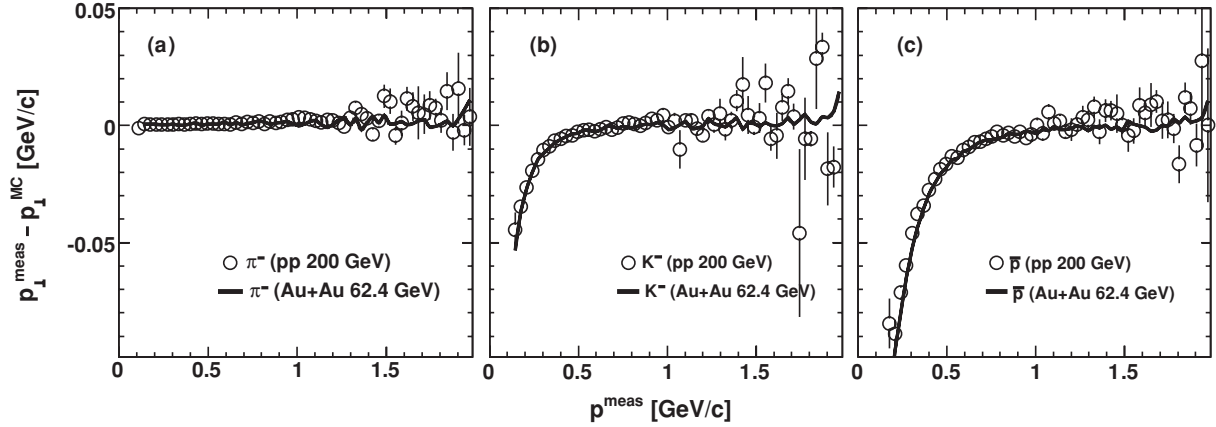 0.05
0
-0.05
p⊥^meas – p⊥^MC [GeV/c]
(a)
π⁻ (pp 200 GeV)
π⁻ (Au+Au 62.4 GeV)
0 0.5 1 1.5
(b)
K⁻ (pp 200 GeV)
K⁻ (Au+Au 62.4 GeV)
0 0.5 1 1.5
(c)
p̅ (pp 200 GeV)
p̅ (Au+Au 62.4 GeV)
0 0.5 1 1.5
p^meas [GeV/c]